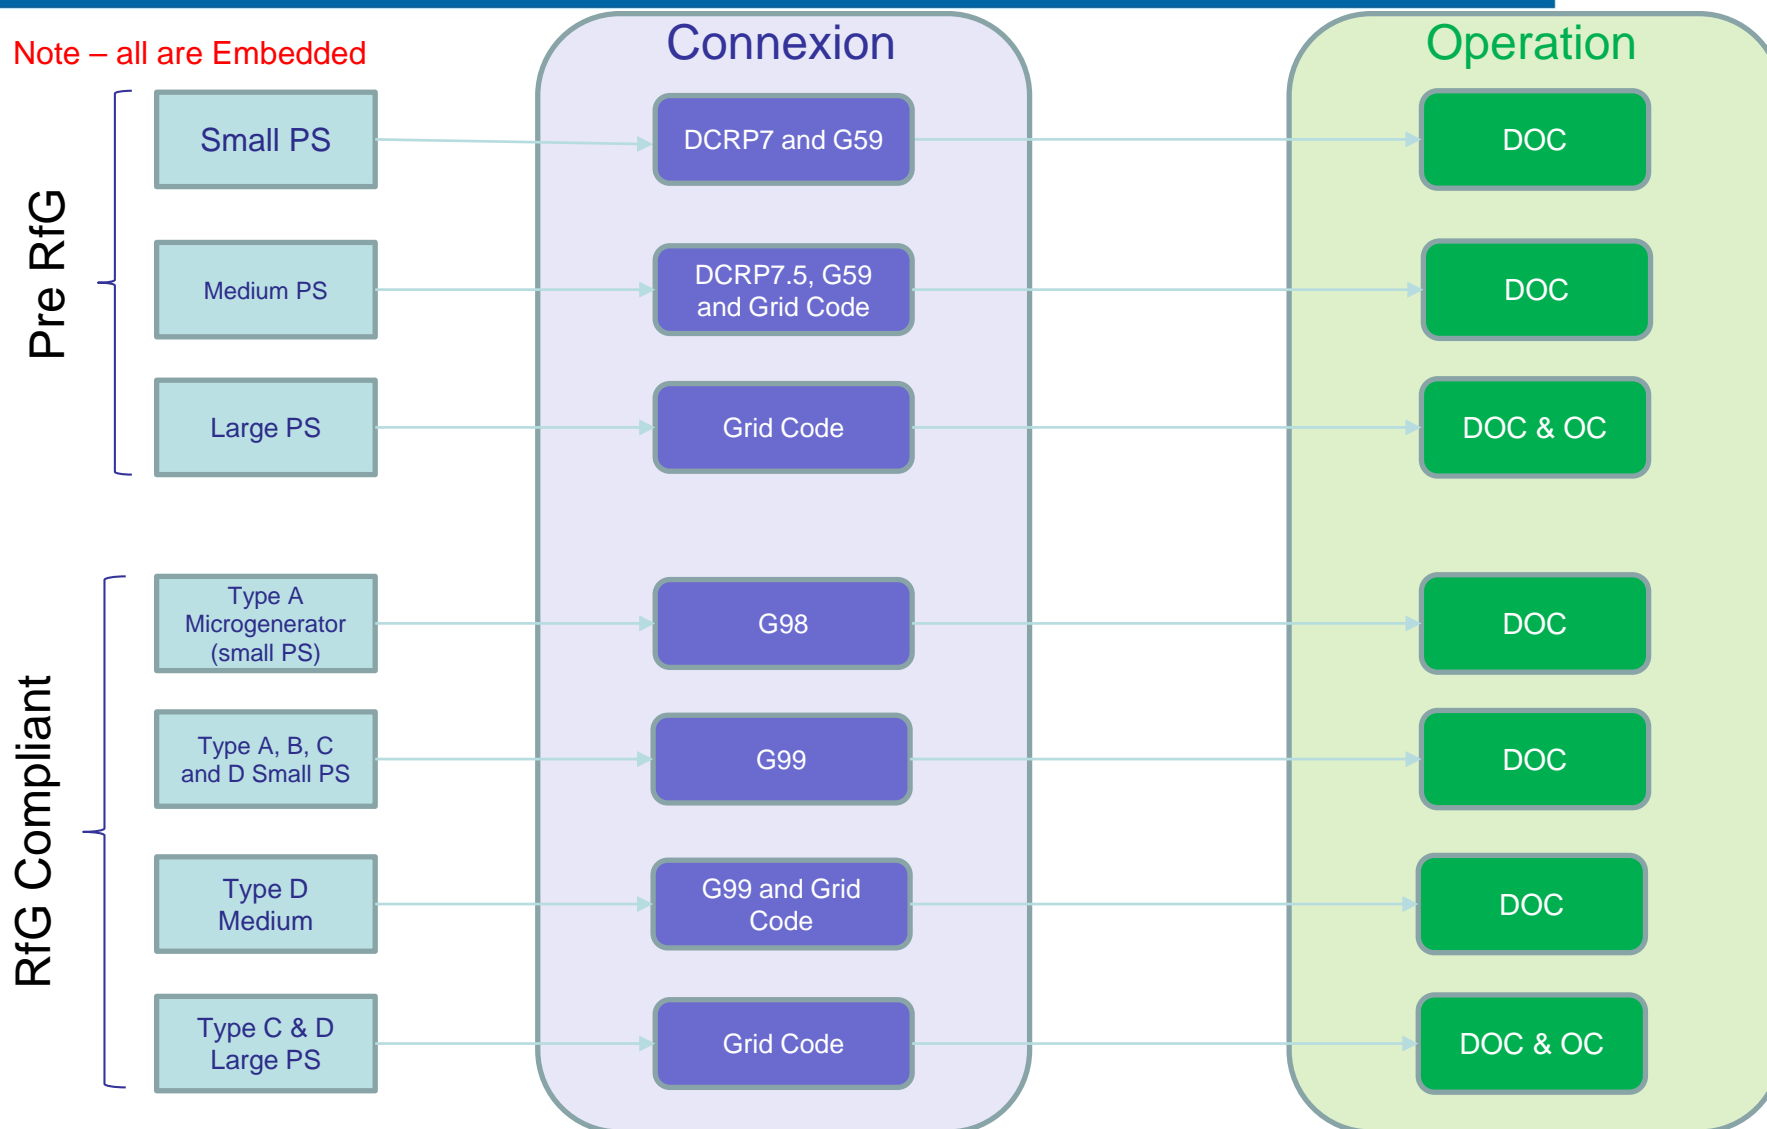 Note – all are Embedded
Connexion
Operation
Pre RfG
Small PS
DCRP7 and G59
DOC
Medium PS
DCRP7.5, G59
and Grid Code
DOC
Large PS
Grid Code
DOC & OC
RfG Compliant
Type A
Microgenerator
(small PS)
G98
DOC
Type A, B, C
and D Small PS
G99
DOC
Type D
Medium
G99 and Grid
Code
DOC
Type C & D
Large PS
Grid Code
DOC & OC